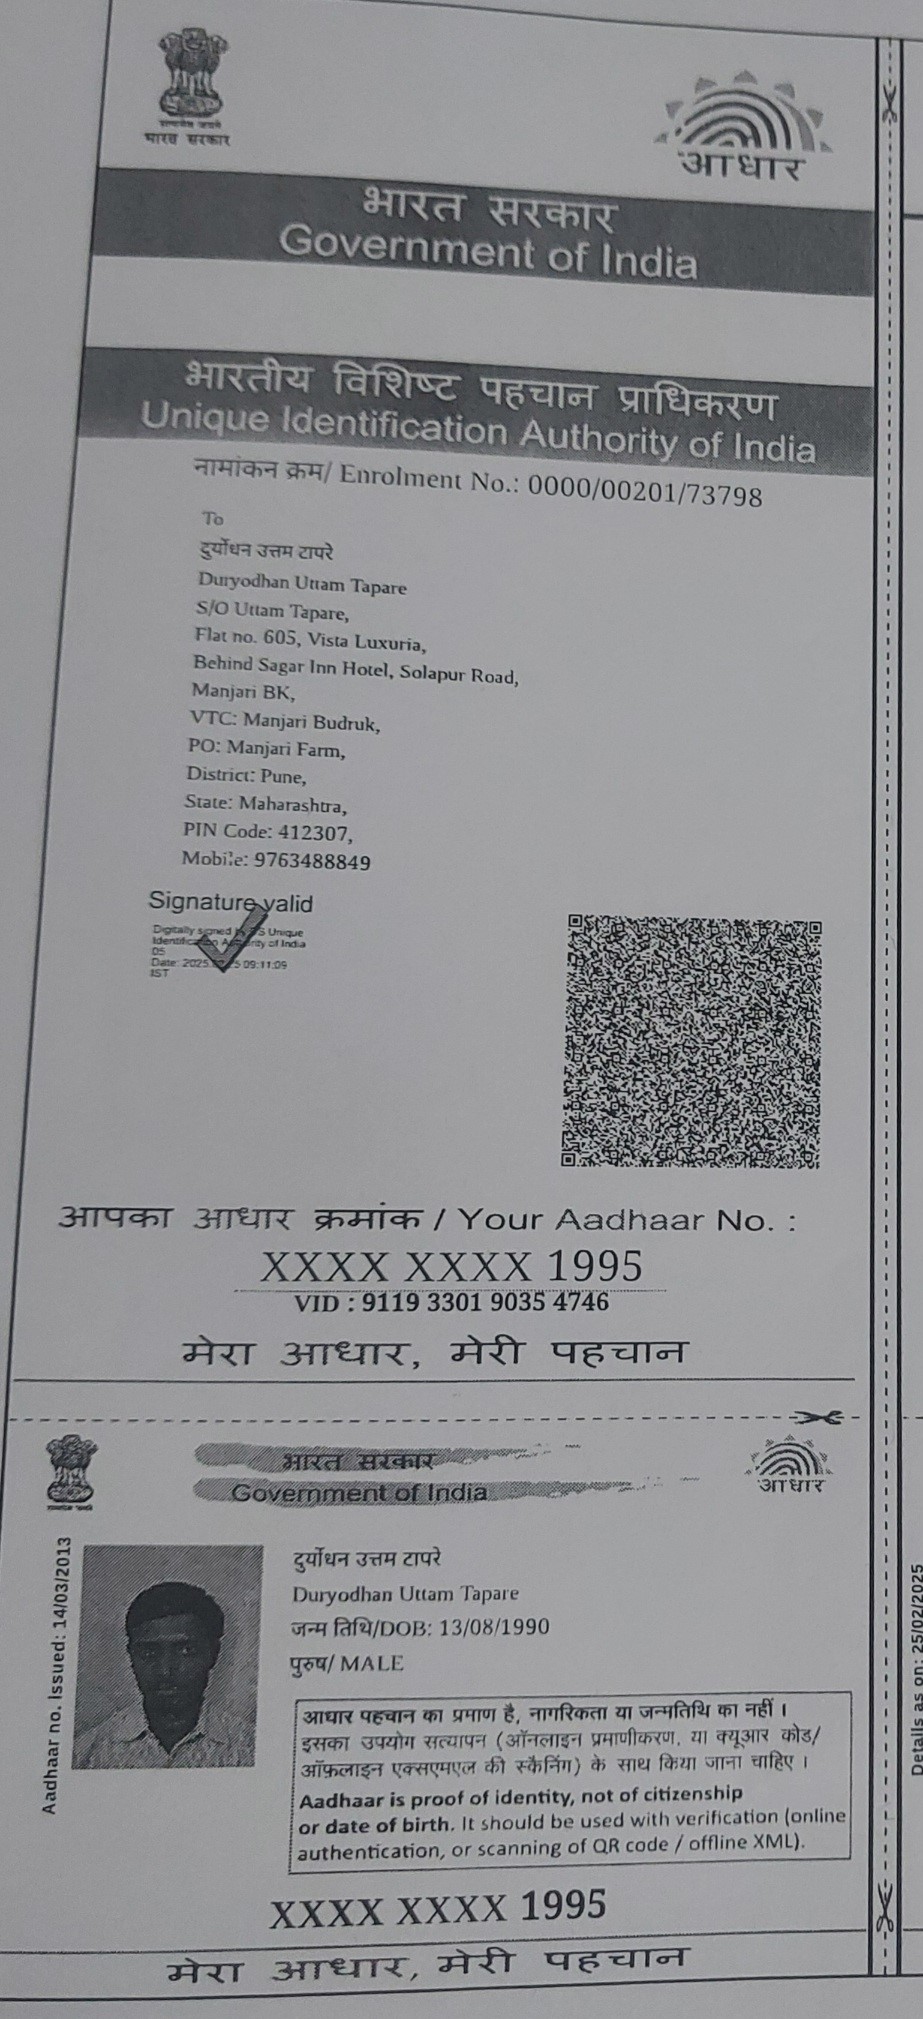 भारत सरकार
आधार
भारत सरकार
Government of India
भारतीय विशिष्ट पहचान प्राधिकरण
Unique Identification Authority of India
नामांकन क्रम/ Enrolment No.: 0000/00201/73798
To
दुर्योधन उत्तम टापरे
Duryodhan Uttam Tapare
S/O Uttam Tapare,
Flat no. 605, Vista Luxuria,
Behind Sagar Inn Hotel, Solapur Road,
Manjari BK,
VTC: Manjari Budruk,
PO: Manjari Farm,
District: Pune,
State: Maharashtra,
PIN Code: 412307,
Mobile: 9763488849
Signature valid
Digitally signed by DS Unique
Identification Authority of India
05
Date: 2025. 09:11:09
IST
आपका आधार क्रमांक / Your Aadhaar No. :
XXXX XXXX 1995
VID : 9119 3301 9035 4746
मेरा आधार, मेरी पहचान
भारत सरकार
Government of India
आधार
Aadhaar no. issued: 14/03/2013
दुर्योधन उत्तम टापरे
Duryodhan Uttam Tapare
जन्म तिथि/DOB: 13/08/1990
पुरुष/ MALE
आधार पहचान का प्रमाण है, नागरिकता या जन्मतिथि का नहीं ।
इसका उपयोग सत्यापन (ऑनलाइन प्रमाणीकरण, या क्यूआर कोड/
ऑफ़लाइन एक्सएमएल की स्कैनिंग) के साथ किया जाना चाहिए ।
Aadhaar is proof of identity, not of citizenship
or date of birth. It should be used with verification (online
authentication, or scanning of QR code / offline XML).
XXXX XXXX 1995
मेरा आधार, मेरी पहचान
Details as on: 25/02/2025